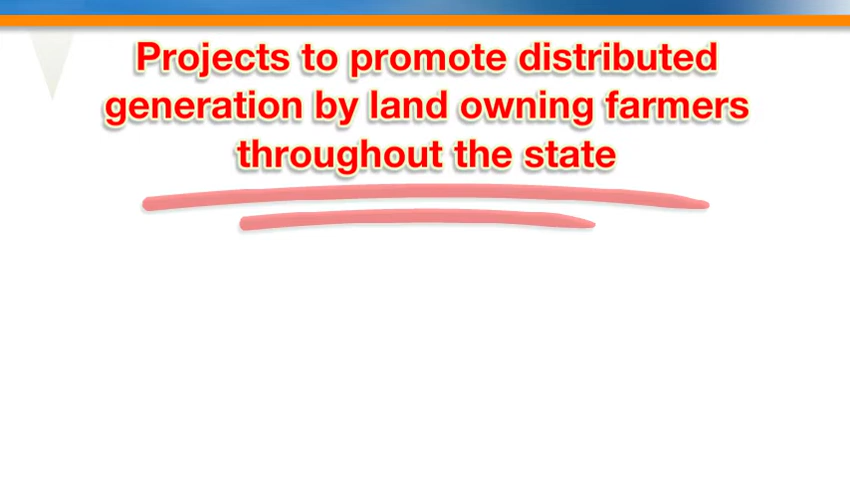 Projects to promote distributed
generation by land owning farmers
throughout the state